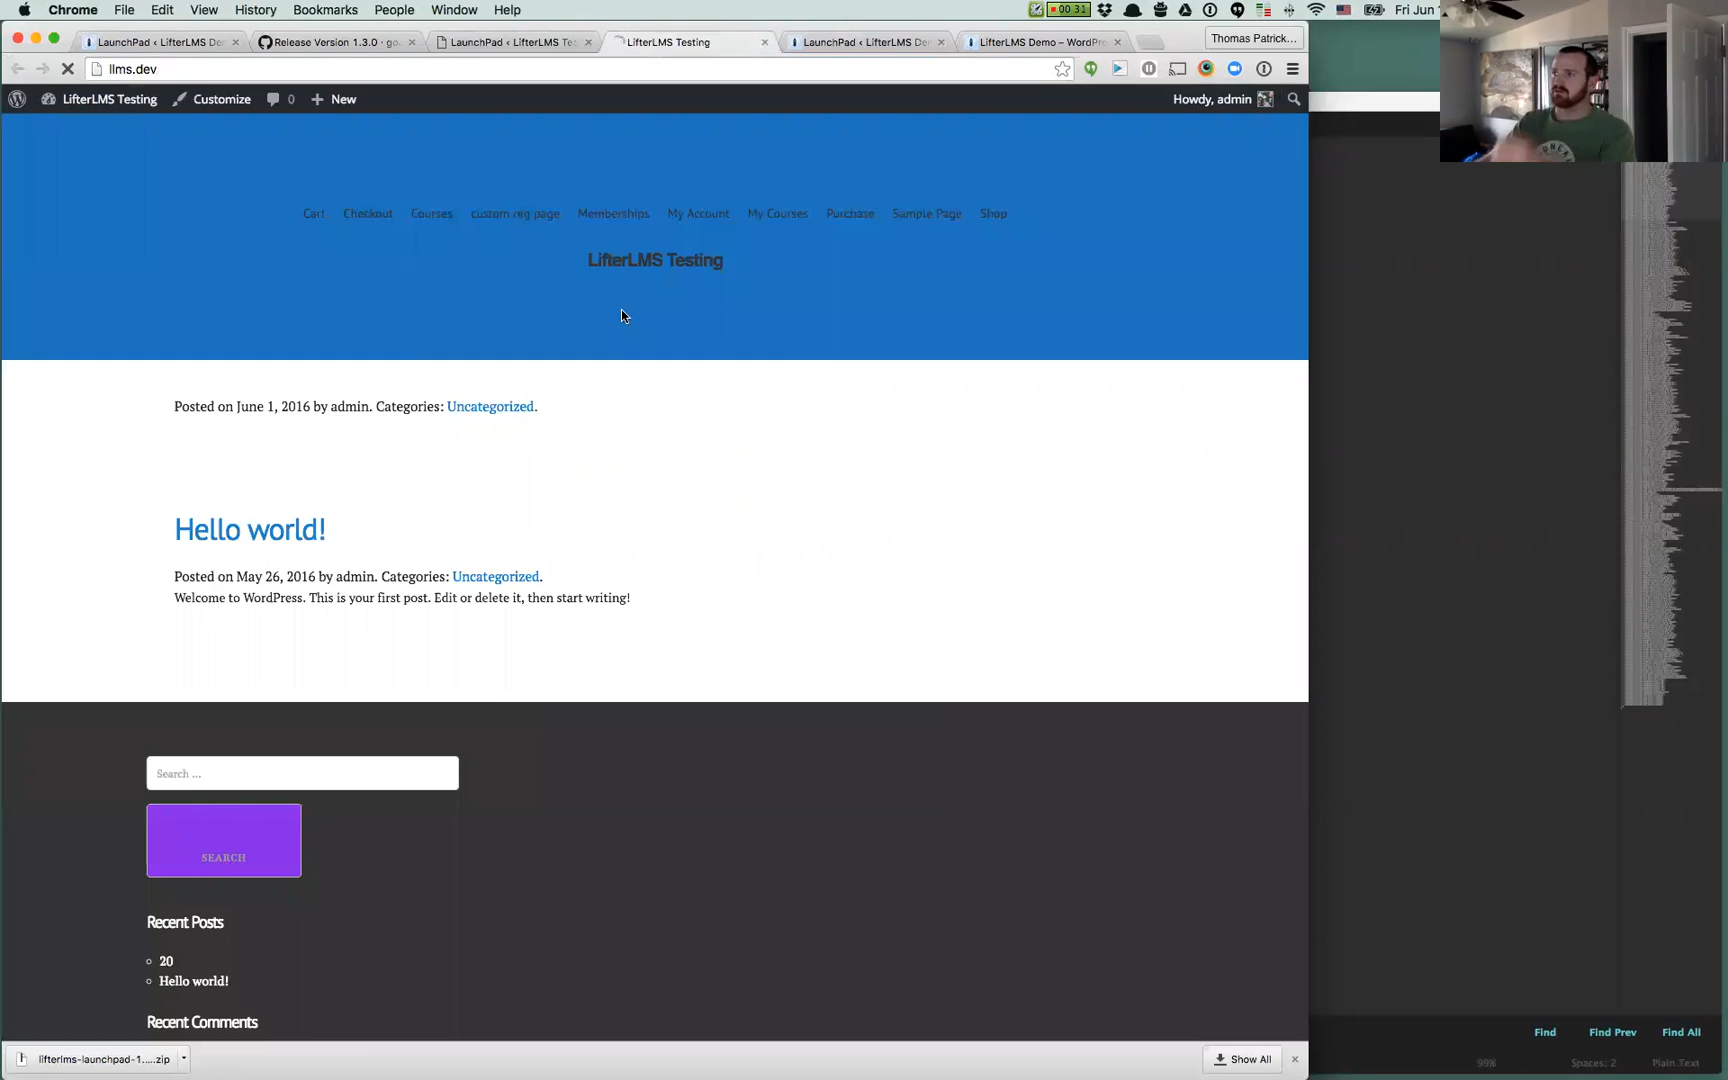 Chrome File Edit View History Bookmarks People Window Help 00 31 Fri Jun
LaunchPad ‹ LifterLMS De
Release Version 1.3.0 · go
LaunchPad ‹ LifterLMS Tes
LifterLMS Testing
LaunchPad ‹ LifterLMS De
LifterLMS Demo – WordPre
Thomas Patrick...
llms.dev
LifterLMS Testing Customize 0 New Howdy, admin
Cart Checkout Courses custom reg page Memberships My Account My Courses Purchase Sample Page Shop
LifterLMS Testing
Posted on June 1, 2016 by admin. Categories: Uncategorized.
Hello world!
Posted on May 26, 2016 by admin. Categories: Uncategorized.
Welcome to WordPress. This is your first post. Edit or delete it, then start writing!
Search ...
SEARCH
Recent Posts
20
Hello world!
Recent Comments
Find Find Prev Find All
lifterlms-launchpad-1.....zip Show All
99% Spaces: 2 Plain Text